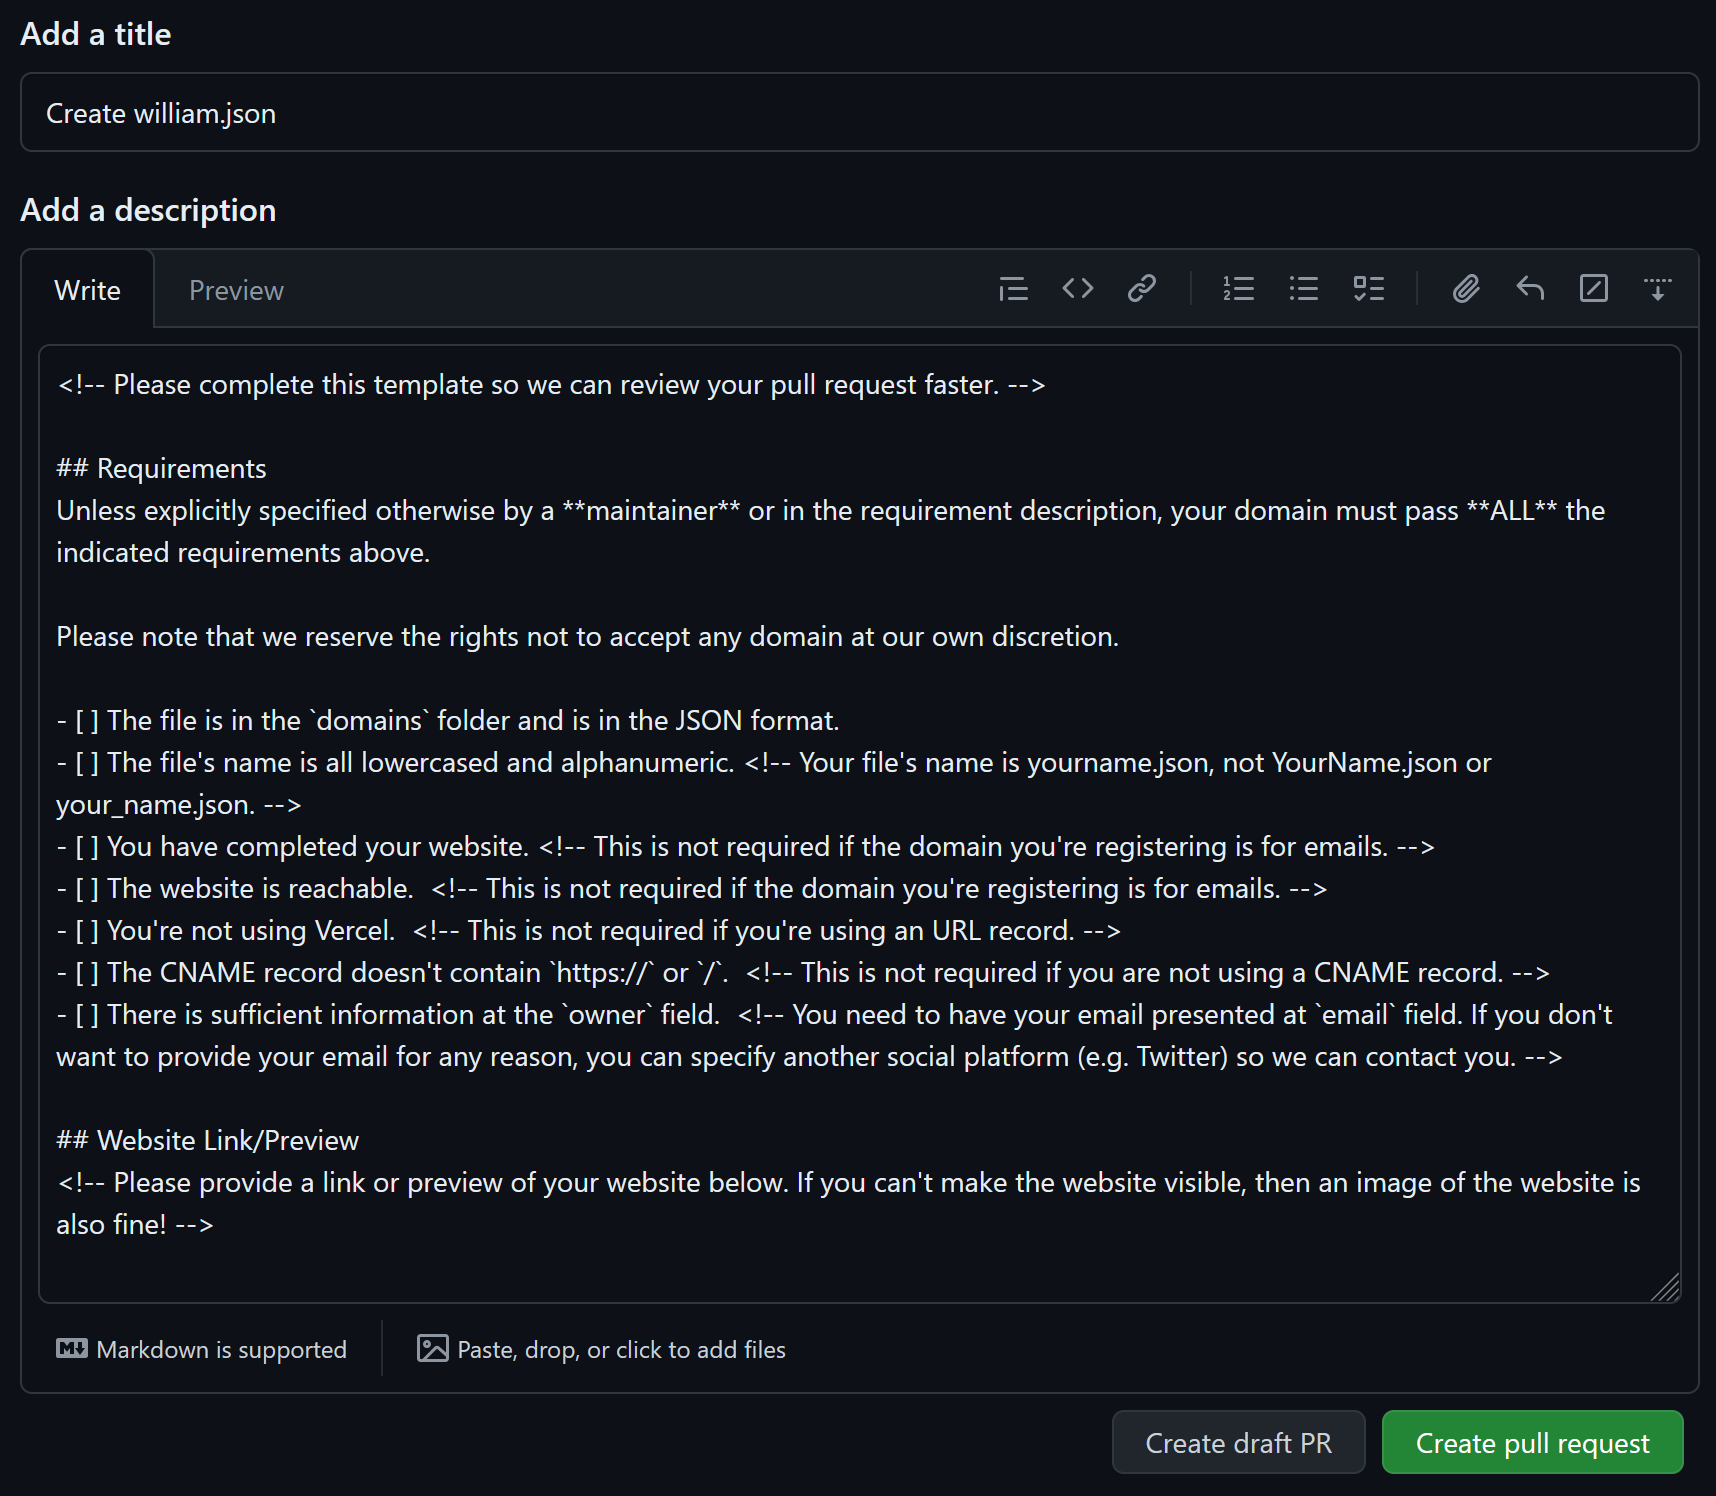 Add a title
Create william.json
Add a description
Write
Preview
<!-- Please complete this template so we can review your pull request faster. -->
## Requirements
Unless explicitly specified otherwise by a **maintainer** or in the requirement description, your domain must pass **ALL** the
indicated requirements above.
Please note that we reserve the rights not to accept any domain at our own discretion.
- [ ] The file is in the `domains` folder and is in the JSON format.
- [ ] The file's name is all lowercased and alphanumeric. <!-- Your file's name is yourname.json, not YourName.json or
your_name.json. -->
- [ ] You have completed your website. <!-- This is not required if the domain you're registering is for emails. -->
- [ ] The website is reachable.  <!-- This is not required if the domain you're registering is for emails. -->
- [ ] You're not using Vercel.  <!-- This is not required if you're using an URL record. -->
- [ ] The CNAME record doesn't contain `https://` or `/`.  <!-- This is not required if you are not using a CNAME record. -->
- [ ] There is sufficient information at the `owner` field.  <!-- You need to have your email presented at `email` field. If you don't
want to provide your email for any reason, you can specify another social platform (e.g. Twitter) so we can contact you. -->
## Website Link/Preview
<!-- Please provide a link or preview of your website below. If you can't make the website visible, then an image of the website is
also fine! -->
Markdown is supported
Paste, drop, or click to add files
Create draft PR
Create pull request